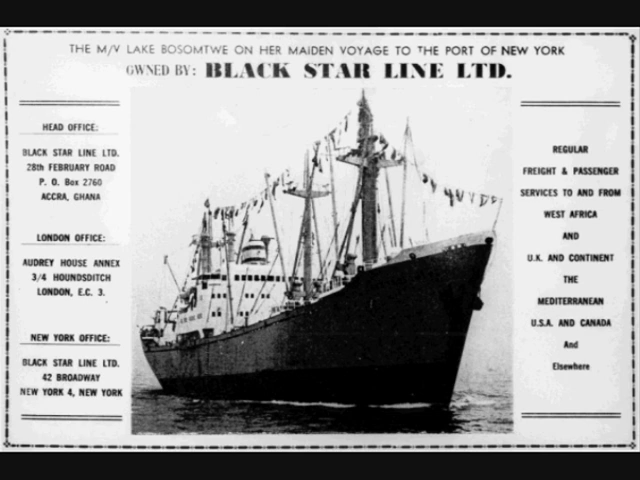 THE M/V LAKE BOSOMTWE ON HER MAIDEN VOYAGE TO THE PORT OF NEW YORK
OWNED BY: BLACK STAR LINE LTD.
HEAD OFFICE:
BLACK STAR LINE LTD.
28th FEBRUARY ROAD
P. O. Box 2760
ACCRA, GHANA
LONDON OFFICE:
AUDREY HOUSE ANNEX
3/4 HOUNDSDITCH
LONDON, E.C. 3.
NEW YORK OFFICE:
BLACK STAR LINE LTD.
42 BROADWAY
NEW YORK 4, NEW YORK
REGULAR
FREIGHT & PASSENGER
SERVICES TO AND FROM
WEST AFRICA
AND
U.K. AND CONTINENT
THE
MEDITERRANEAN
U.S.A. AND CANADA
And
Elsewhere